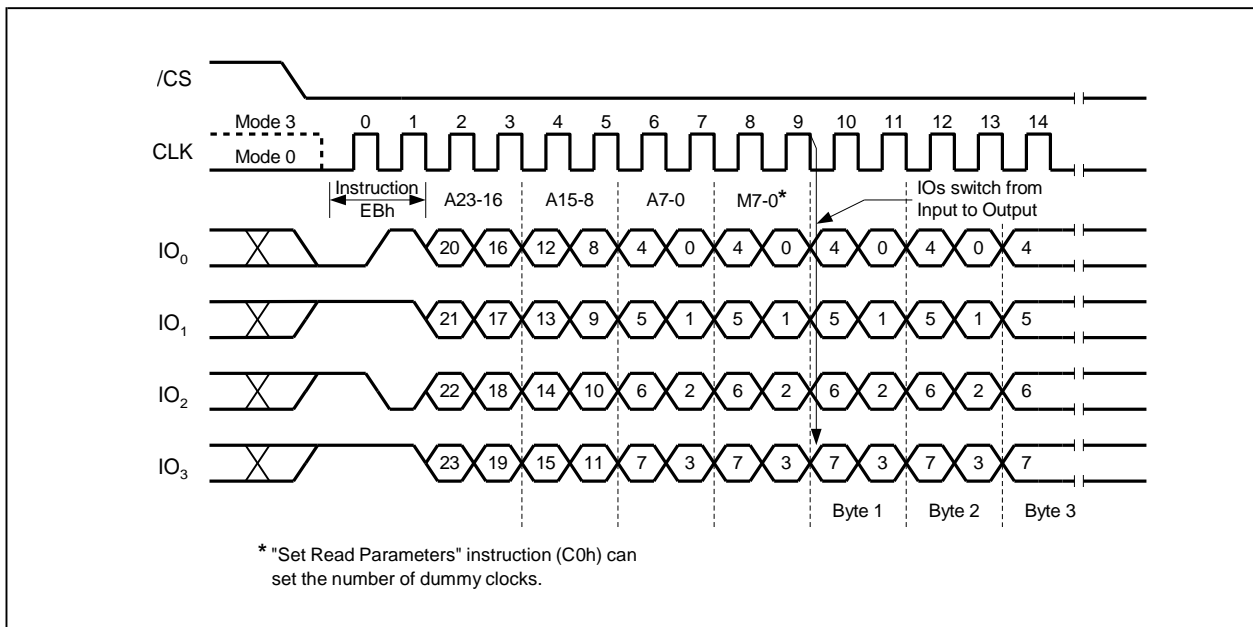 /CS
Mode 3 0 1 2 3 4 5 6 7 8 9 10 11 12 13 14
CLK
Mode 0
Instruction A23-16 A15-8 A7-0 M7-0* IOs switch from
EBh Input to Output
IO0 20 16 12 8 4 0 4 0 4 0 4 0 4
IO1 21 17 13 9 5 1 5 1 5 1 5 1 5
IO2 22 18 14 10 6 2 6 2 6 2 6 2 6
IO3 23 19 15 11 7 3 7 3 7 3 7 3 7
Byte 1 Byte 2 Byte 3
* "Set Read Parameters" instruction (C0h) can
set the number of dummy clocks.